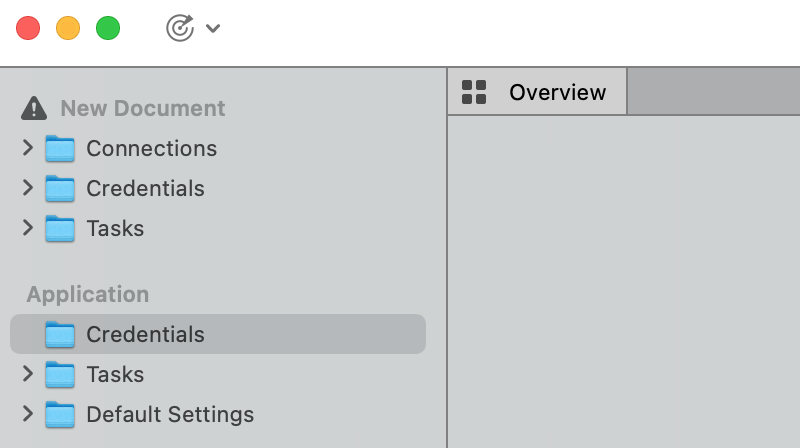 New Document
Connections
Credentials
Tasks
Application
Credentials
Tasks
Default Settings
Overview